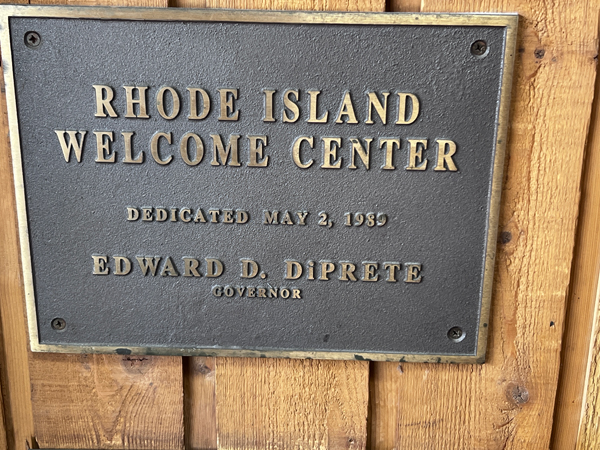 RHODE ISLAND
WELCOME CENTER
DEDICATED MAY 2, 1989
EDWARD D. DiPRETE
GOVERNOR